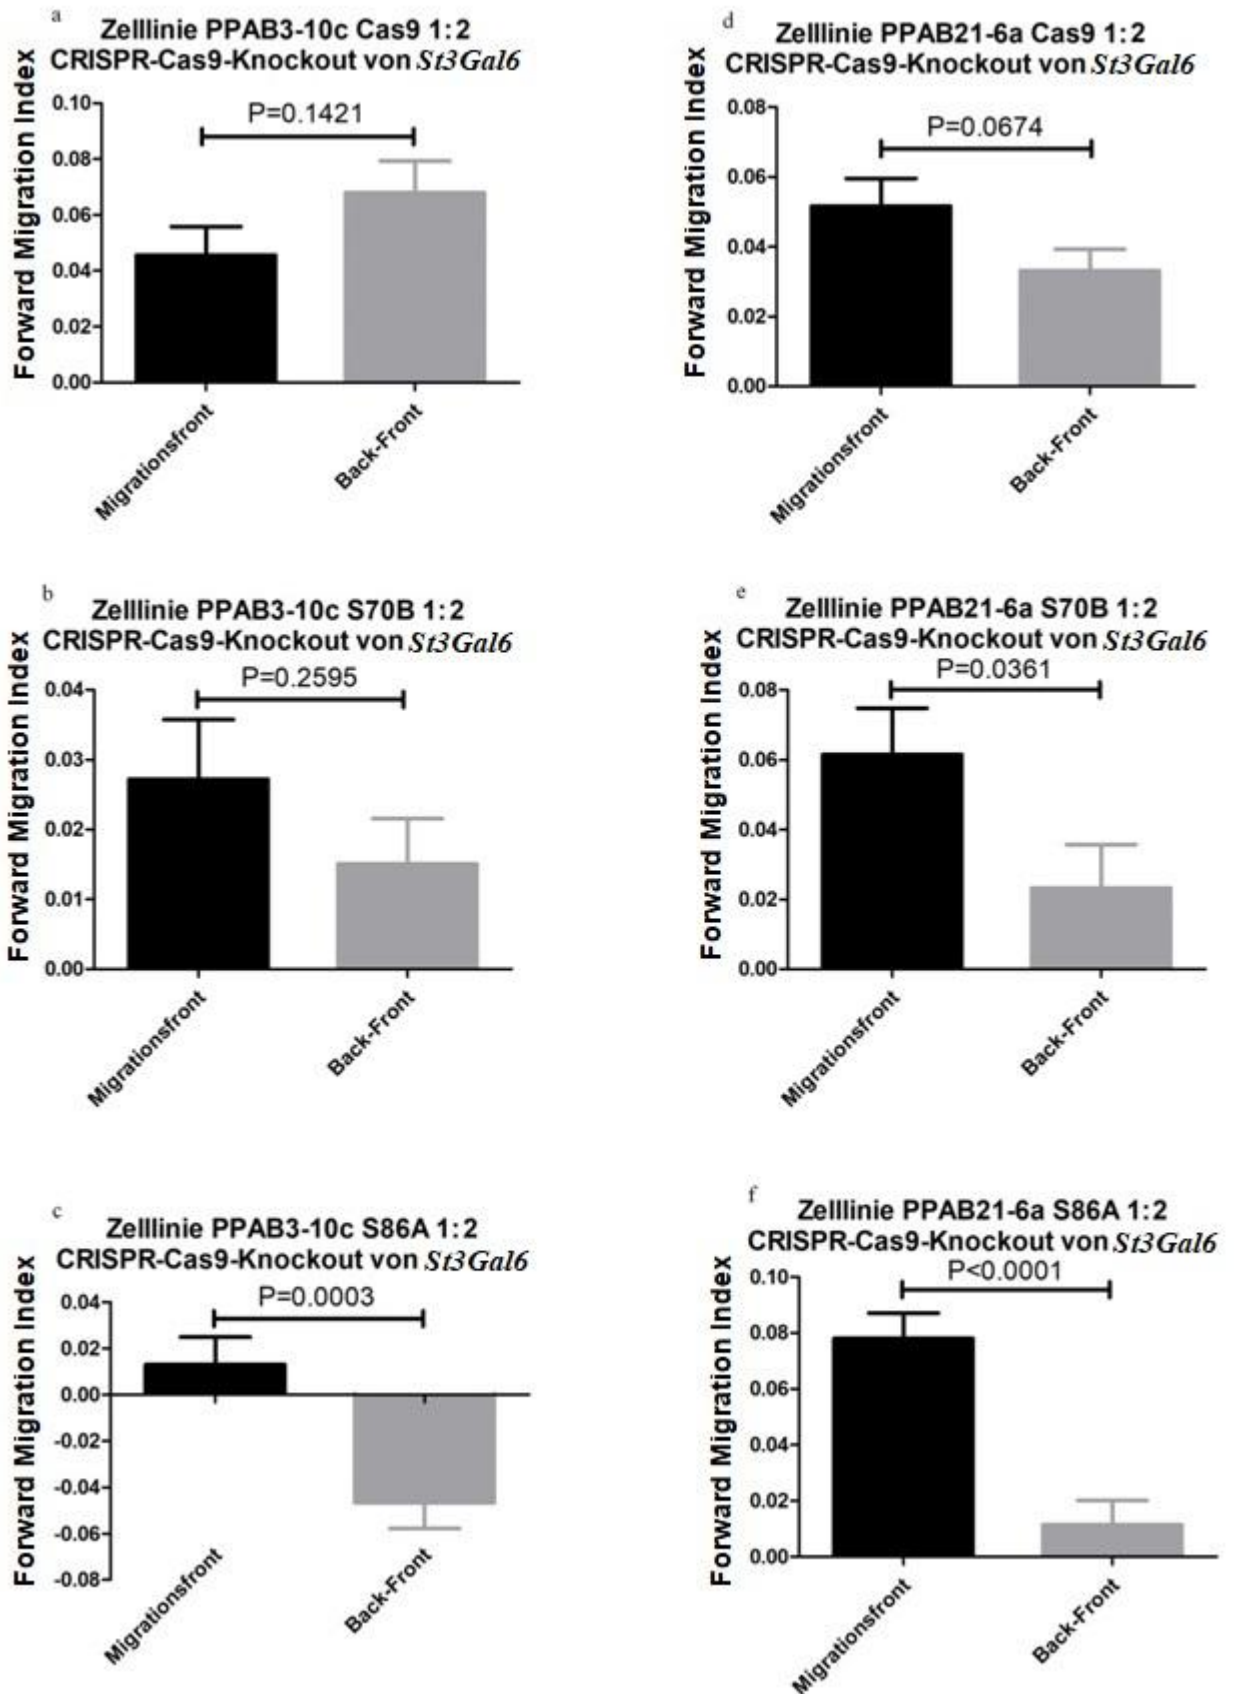 a
Zelllinie PPAB3-10c Cas9 1:2
CRISPR-Cas9-Knockout von St3Gal6
P=0.1421
Forward Migration Index
0.10
0.08
0.06
0.04
0.02
0.00
Migrationsfront
Back-Front
d
Zelllinie PPAB21-6a Cas9 1:2
CRISPR-Cas9-Knockout von St3Gal6
P=0.0674
Forward Migration Index
0.08
0.06
0.04
0.02
0.00
Migrationsfront
Back-Front
b
Zelllinie PPAB3-10c S70B 1:2
CRISPR-Cas9-Knockout von St3Gal6
P=0.2595
Forward Migration Index
0.04
0.03
0.02
0.01
0.00
Migrationsfront
Back-Front
e
Zelllinie PPAB21-6a S70B 1:2
CRISPR-Cas9-Knockout von St3Gal6
P=0.0361
Forward Migration Index
0.08
0.06
0.04
0.02
0.00
Migrationsfront
Back-Front
c
Zelllinie PPAB3-10c S86A 1:2
CRISPR-Cas9-Knockout von St3Gal6
P=0.0003
Forward Migration Index
0.04
0.02
0.00
-0.02
-0.04
-0.06
-0.08
Migrationsfront
Back-Front
f
Zelllinie PPAB21-6a S86A 1:2
CRISPR-Cas9-Knockout von St3Gal6
P<0.0001
Forward Migration Index
0.10
0.08
0.06
0.04
0.02
0.00
Migrationsfront
Back-Front